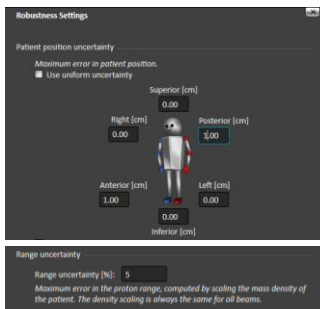 Robustness Settings
Patient position uncertainty
Maximum error in patient position.
Use uniform uncertainty
Superior [cm]
0.00
Right [cm]
0.00
Posterior [cm]
1.00
Anterior [cm]
1.00
Left [cm]
0.00
0.00
Inferior [cm]
Range uncertainty
Range uncertainty [%]: 5
Maximum error in the proton range, computed by scaling the mass density of
the patient. The density scaling is always the same for all beams.